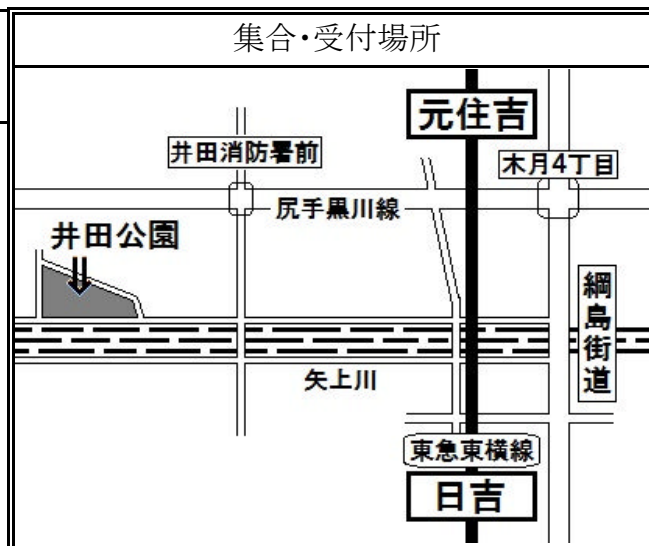 集合・受付場所
元住吉
井田消防署前
木月4丁目
尻手黒川線
井田公園
綱島街道
矢上川
東急東横線
日吉